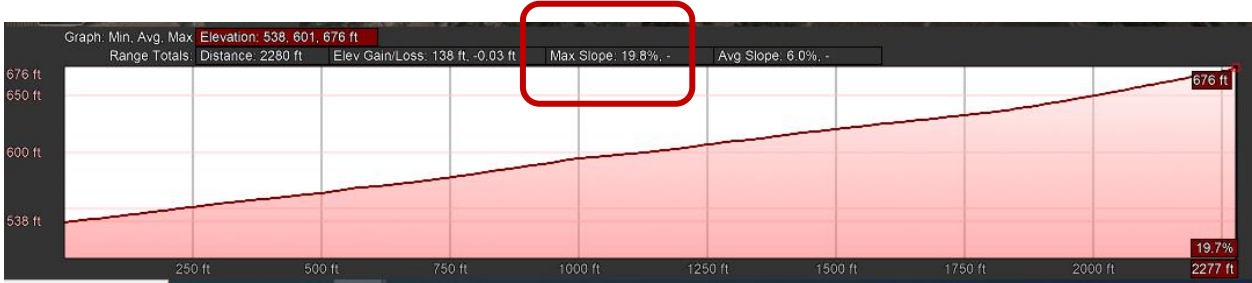 Graph: Min, Avg, Max Elevation: 538, 601, 676 ft
Range Totals: Distance: 2280 ft Elev Gain/Loss: 138 ft, -0.03 ft Max Slope: 19.8%, - Avg Slope: 6.0%, -
676 ft
676 ft
650 ft
600 ft
538 ft
19.7%
250 ft 500 ft 750 ft 1000 ft 1250 ft 1500 ft 1750 ft 2000 ft 2277 ft